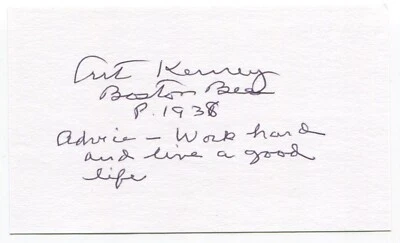 Art Kenney
Boston Bees
P. 1938
Advice – Work hard
and live a good
life